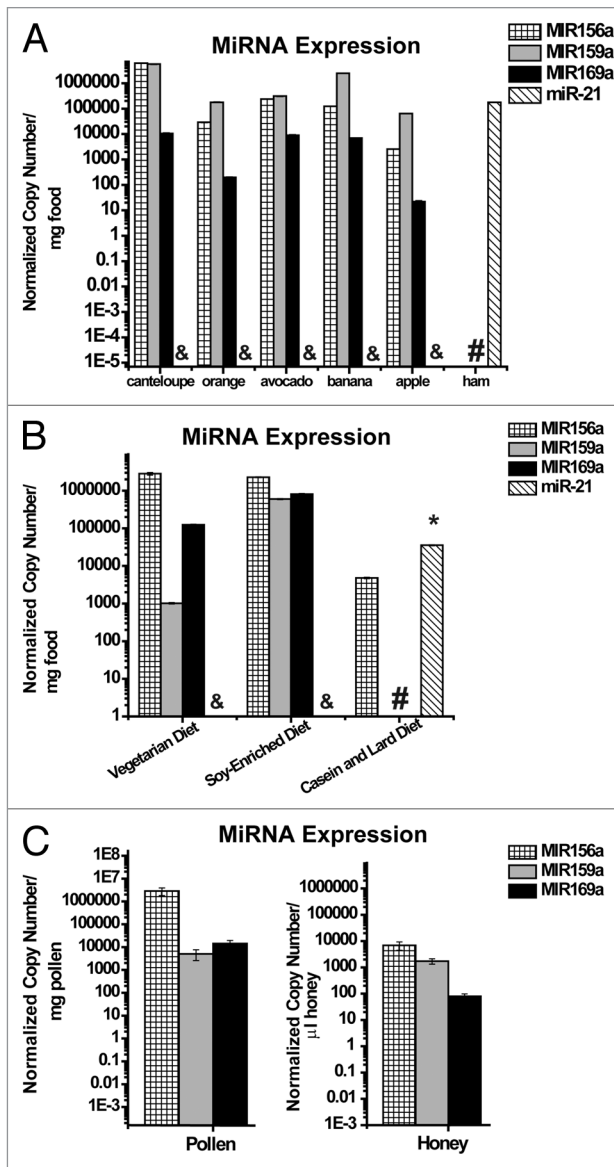 A
MiRNA Expression
MIR156a
MIR159a
MIR169a
miR-21
Normalized Copy Number/
mg food
1000000
100000
10000
1000
100
10
1
0.1
0.01
1E-3
1E-4
1E-5
& & & & & #
canteloupe orange avocado banana apple ham
B
MiRNA Expression
MIR156a
MIR159a
MIR169a
miR-21
Normalized Copy Number/
mg food
1000000
100000
10000
1000
100
10
1
& & # *
Vegetarian Diet
Soy-Enriched Diet
Casein and Lard Diet
C
MiRNA Expression
MIR156a
MIR159a
MIR169a
Normalized Copy Number/
mg pollen
1E8
1E7
1000000
100000
10000
1000
100
10
1
0.1
0.01
1E-3
Pollen
Normalized Copy Number/
µl honey
1000000
100000
10000
1000
100
10
1
0.1
0.01
1E-3
Honey